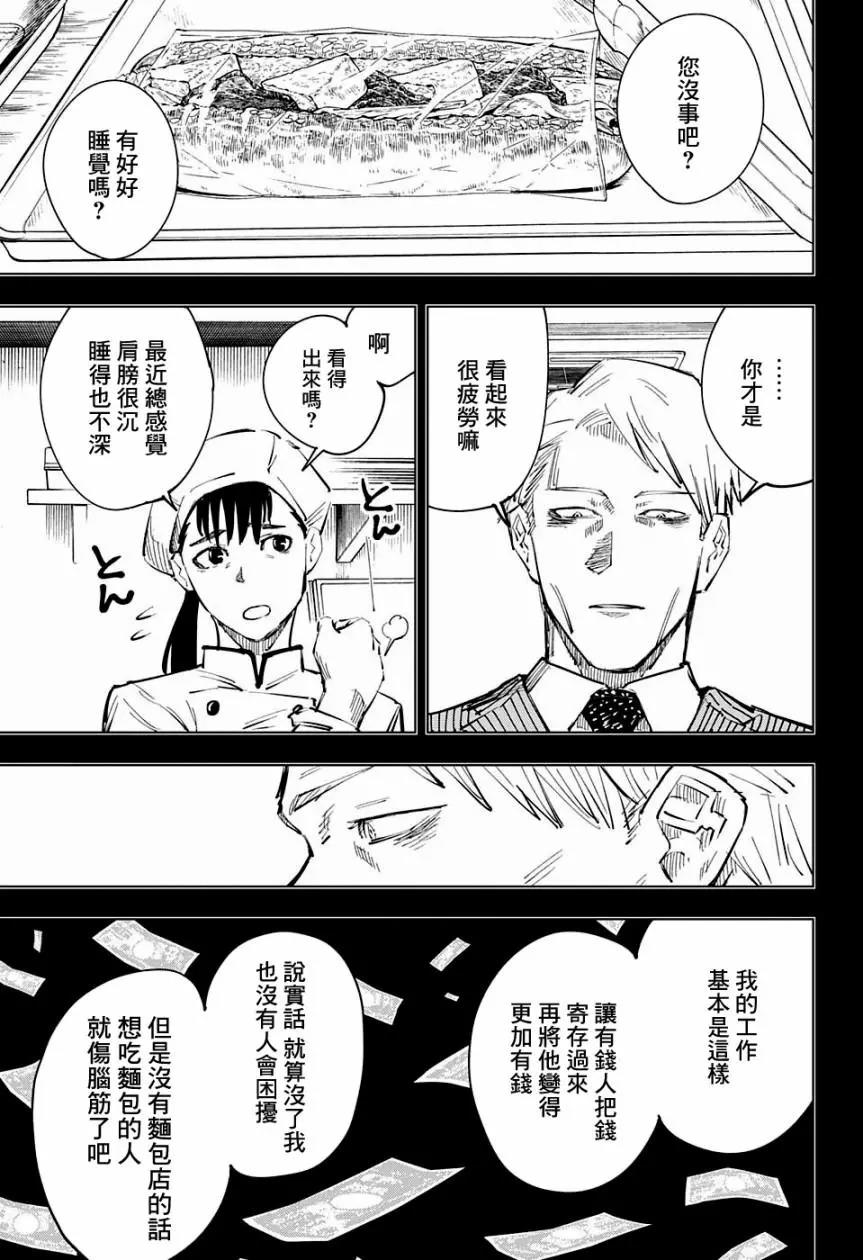 您沒事吧？
有好好
睡覺嗎？
……
你才是
看起來
很疲勞嘛
啊
看得
出來嗎？
最近總感覺
肩膀很沉
睡得也不深
とん
とん
我的工作
基本是這樣
讓有錢人把錢
寄存過來
再將他變得
更加有錢
說實話 就算沒了我
也沒有人會困擾
但是沒有麵包店的話
想吃麵包的人
就傷腦筋了吧